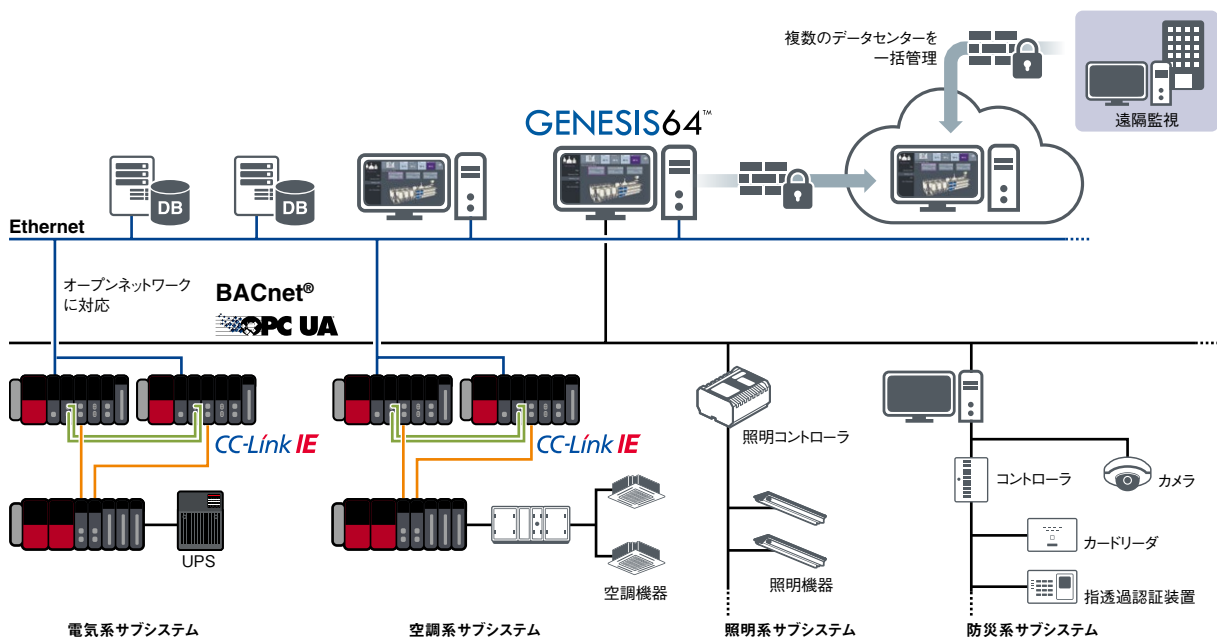 複数のデータセンターを
一括管理
遠隔監視
GENESIS64™
DB
DB
Ethernet
オープンネットワーク
に対応
BACnet®
OPC UA
CC-Link IE
CC-Link IE
照明コントローラ
コントローラ
カメラ
UPS
空調機器
照明機器
カードリーダ
指透過認証装置
電気系サブシステム
空調系サブシステム
照明系サブシステム
防災系サブシステム